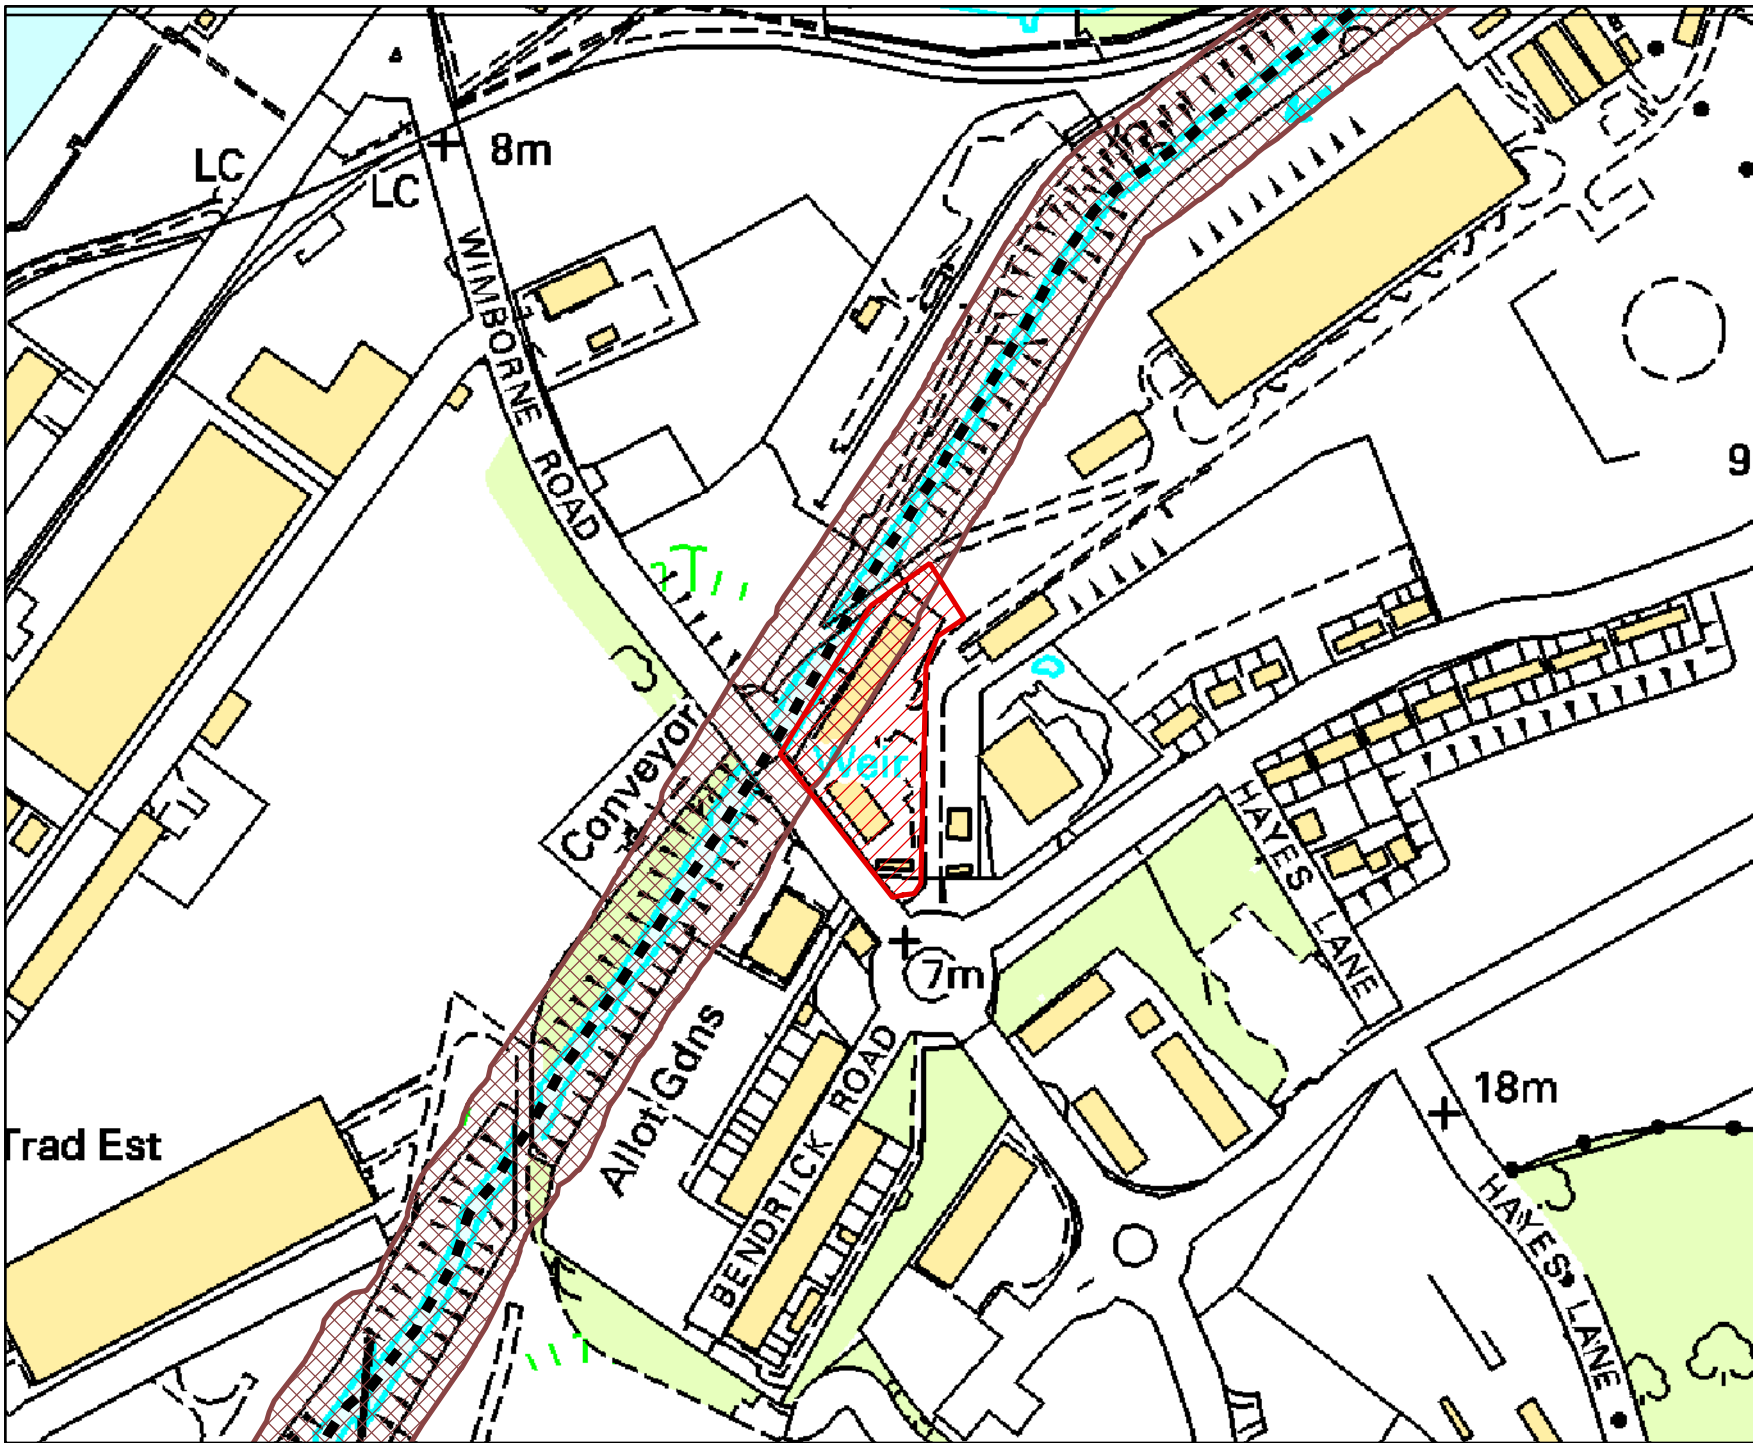 LC
LC
8m
WIMBORNE ROAD
9
Conveyor
Weir
HAYES LANE
7m
Allot Gdns
BENDRICK ROAD
Trad Est
18m
HAYES LANE